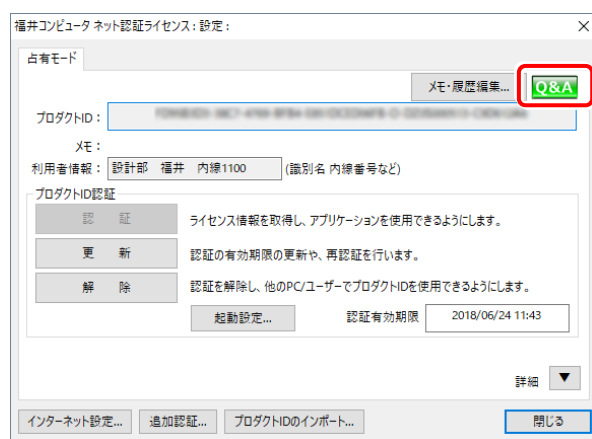 福井コンピュータ ネット認証ライセンス : 設定 :
占有モード
メモ・履歴編集... Q&A
プロダクトID :
メモ :
利用者情報 : 設計部 福井 内線1100 (識別名 内線番号など)
プロダクトID認証
認 証 ライセンス情報を取得し、アプリケーションを使用できるようにします。
更 新 認証の有効期限の更新や、再認証を行います。
解 除 認証を解除し、他のPC/ユーザーでプロダクトIDを使用できるようにします。
起動設定... 認証有効期限 2018/06/24 11:43
詳細 ▼
インターネット設定... 追加認証... プロダクトIDのインポート... 閉じる